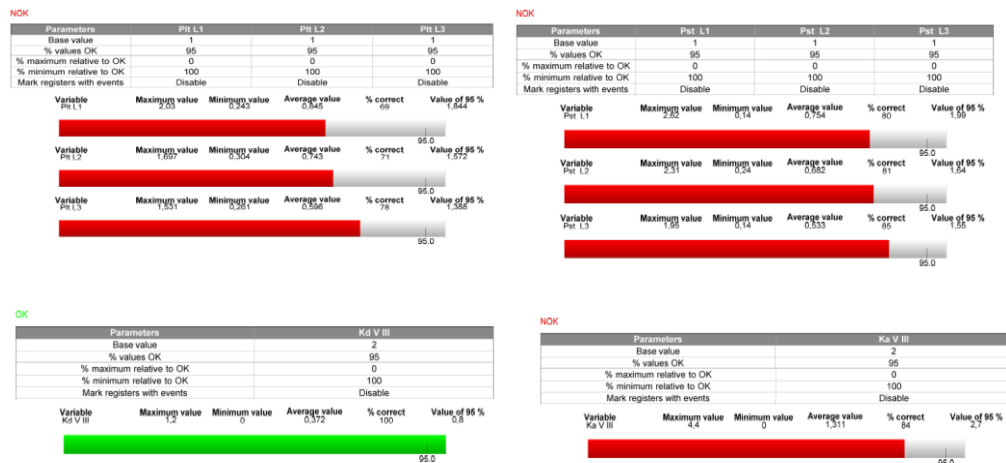 NOK
Parameters Plt L1 Plt L2 Plt L3
Base value 1 1 1
% values OK 95 95 95
% maximum relative to OK 0 0 0
% minimum relative to OK 100 100 100
Mark registers with events Disable Disable Disable
Variable Maximum value Minimum value Average value % correct Value of 95 %
Plt L1 2,03 0,243 0,845 69 1,844
95.0
Variable Maximum value Minimum value Average value % correct Value of 95 %
Plt L2 1,697 0,304 0,743 71 1,572
95.0
Variable Maximum value Minimum value Average value % correct Value of 95 %
Plt L3 1,531 0,261 0,596 78 1,388
95.0
NOK
Parameters Pst L1 Pst L2 Pst L3
Base value 1 1 1
% values OK 95 95 95
% maximum relative to OK 0 0 0
% minimum relative to OK 100 100 100
Mark registers with events Disable Disable Disable
Variable Maximum value Minimum value Average value % correct Value of 95 %
Pst L1 2,62 0,14 0,754 80 1,99
95.0
Variable Maximum value Minimum value Average value % correct Value of 95 %
Pst L2 2,31 0,24 0,682 81 1,64
95.0
Variable Maximum value Minimum value Average value % correct Value of 95 %
Pst L3 1,95 0,14 0,533 85 1,55
95.0
OK
Parameters Kd V III
Base value 2
% values OK 95
% maximum relative to OK 0
% minimum relative to OK 100
Mark registers with events Disable
Variable Maximum value Minimum value Average value % correct Value of 95 %
Kd V III 1,2 0 0,372 100 0,8
95.0
NOK
Parameters Ka V III
Base value 2
% values OK 95
% maximum relative to OK 0
% minimum relative to OK 100
Mark registers with events Disable
Variable Maximum value Minimum value Average value % correct Value of 95 %
Ka V III 4,4 0 1,311 84 2,7
95.0